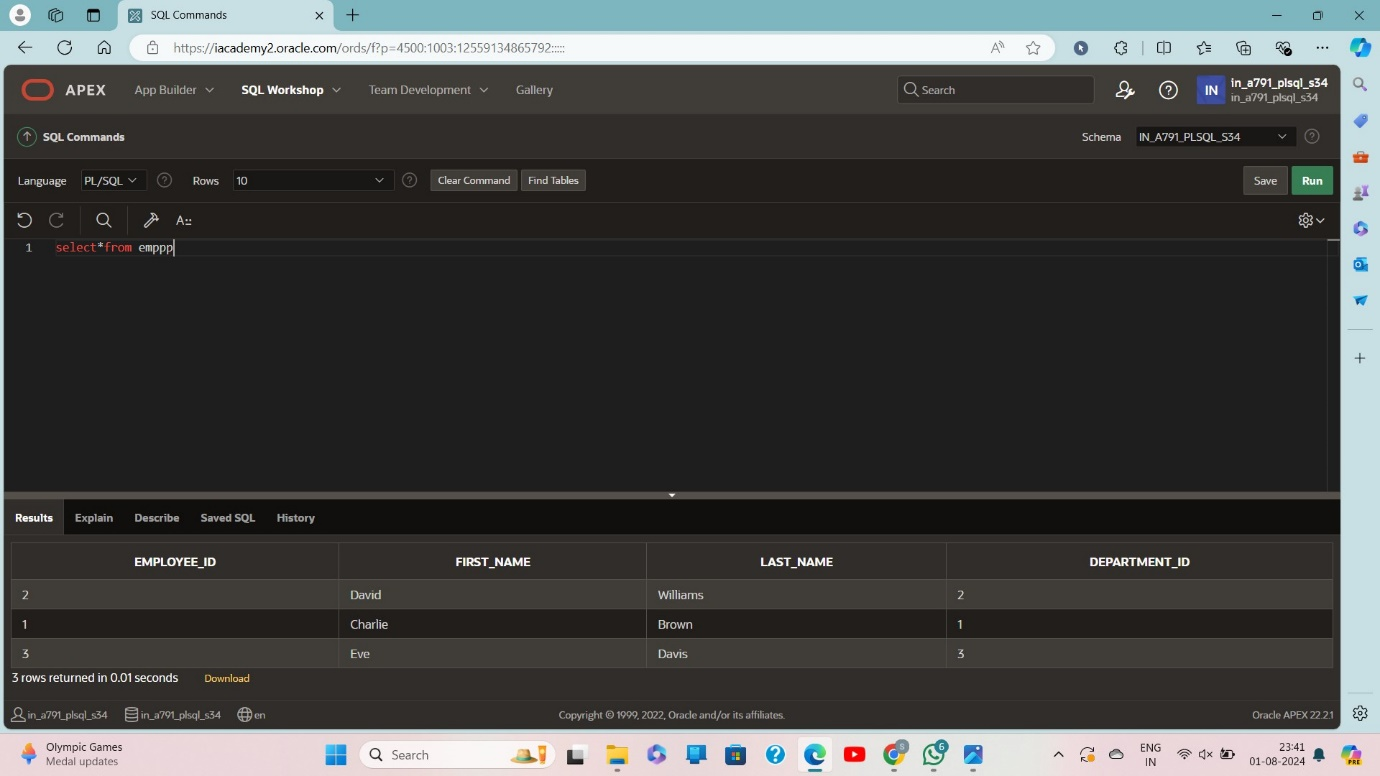 SQL Commands
https://iacademy2.oracle.com/ords/f?p=4500:1003:12559134865792:::::
APEX App Builder SQL Workshop Team Development Gallery Search IN in_a791_plsql_s34
in_a791_plsql_s34
SQL Commands Schema IN_A791_PLSQL_S34
Language PL/SQL Rows 10 Clear Command Find Tables Save Run
A::
1 select*from emppp
Results Explain Describe Saved SQL History
EMPLOYEE_ID FIRST_NAME LAST_NAME DEPARTMENT_ID
2 David Williams 2
1 Charlie Brown 1
3 Eve Davis 3
3 rows returned in 0.01 seconds Download
in_a791_plsql_s34 in_a791_plsql_s34 en Copyright © 1999, 2022, Oracle and/or its affiliates. Oracle APEX 22.2.1
Olympic Games
Medal updates
Search
S
6
ENG
IN
23:41
01-08-2024
PRE